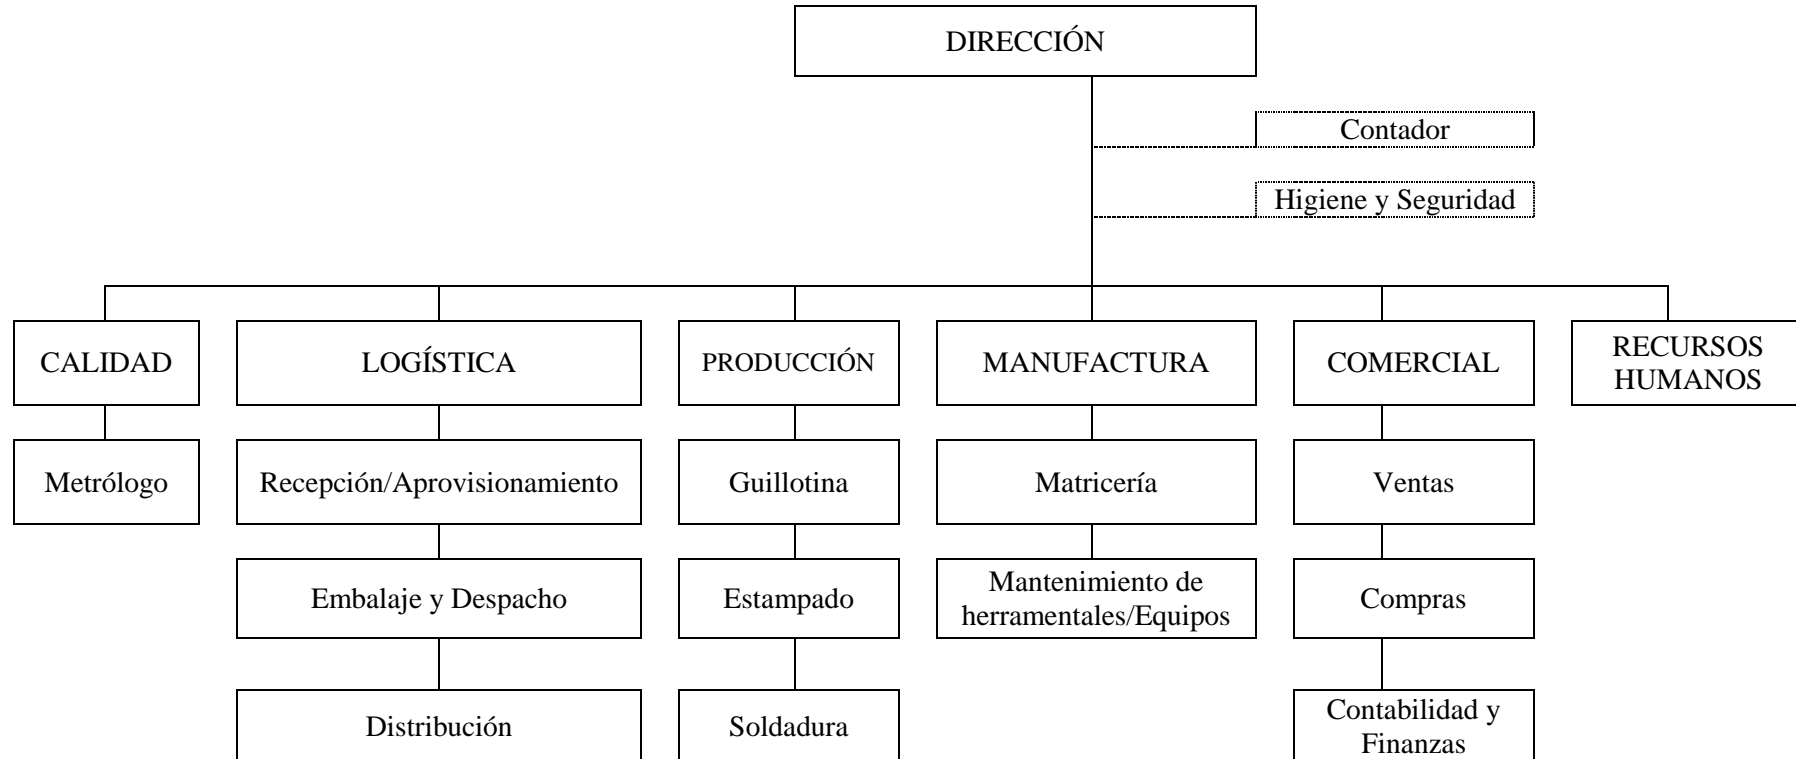 DIRECCIÓN
Contador
Higiene y Seguridad
CALIDAD
LOGÍSTICA
PRODUCCIÓN
MANUFACTURA
COMERCIAL
RECURSOS
HUMANOS
Metrólogo
Recepción/Aprovisionamiento
Guillotina
Matricería
Ventas
Embalaje y Despacho
Estampado
Mantenimiento de
herramentales/Equipos
Compras
Distribución
Soldadura
Contabilidad y
Finanzas